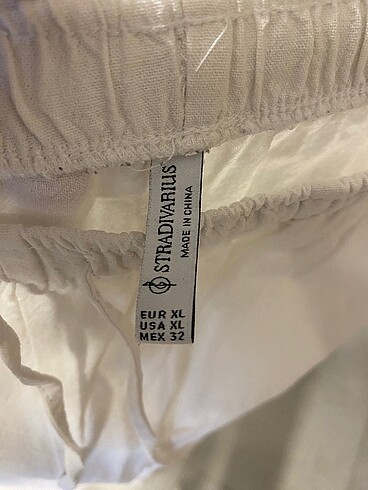 STRADIVARIUS
MADE IN CHINA
EUR XL
USA XL
MEX 32